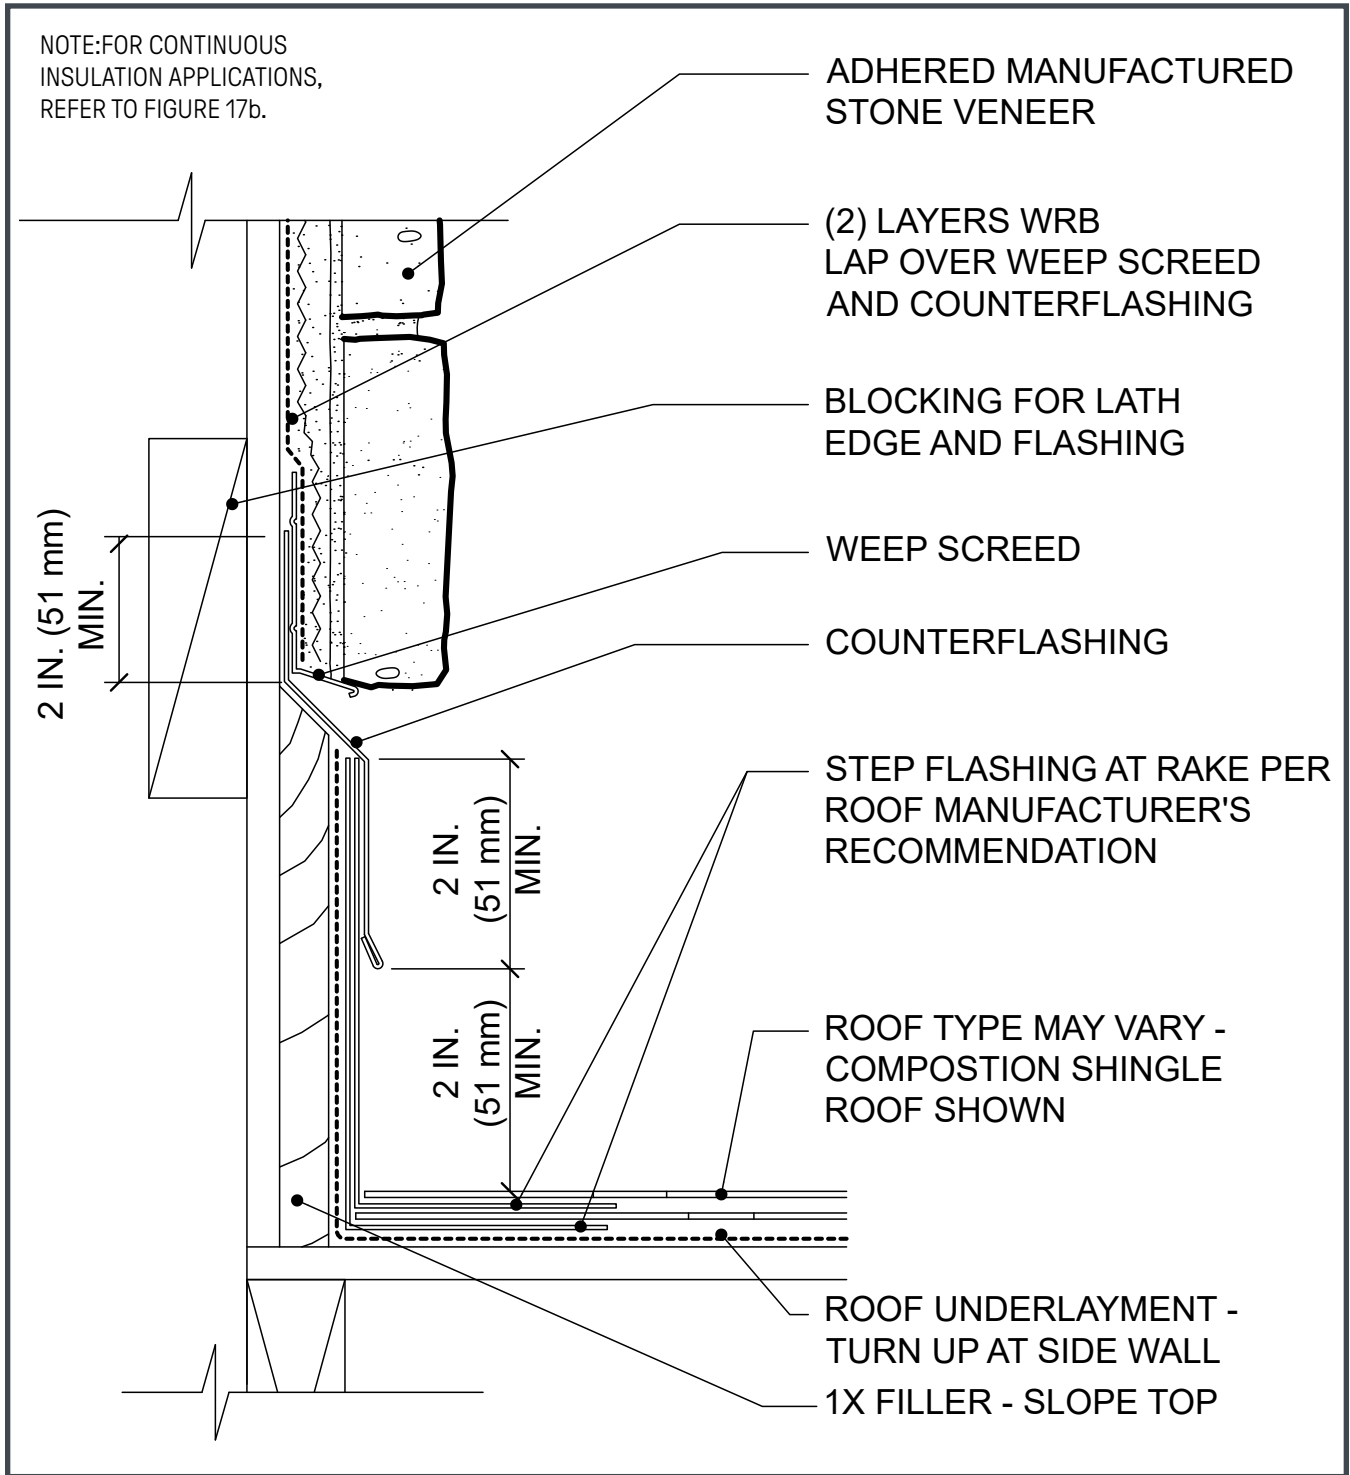 NOTE:FOR CONTINUOUS
INSULATION APPLICATIONS,
REFER TO FIGURE 17b.
ADHERED MANUFACTURED
STONE VENEER
(2) LAYERS WRB
LAP OVER WEEP SCREED
AND COUNTERFLASHING
BLOCKING FOR LATH
EDGE AND FLASHING
2 IN. (51 mm)
MIN.
WEEP SCREED
COUNTERFLASHING
STEP FLASHING AT RAKE PER
ROOF MANUFACTURER'S
RECOMMENDATION
2 IN.
(51 mm)
MIN.
2 IN.
(51 mm)
MIN.
ROOF TYPE MAY VARY -
COMPOSTION SHINGLE
ROOF SHOWN
ROOF UNDERLAYMENT -
TURN UP AT SIDE WALL
1X FILLER - SLOPE TOP